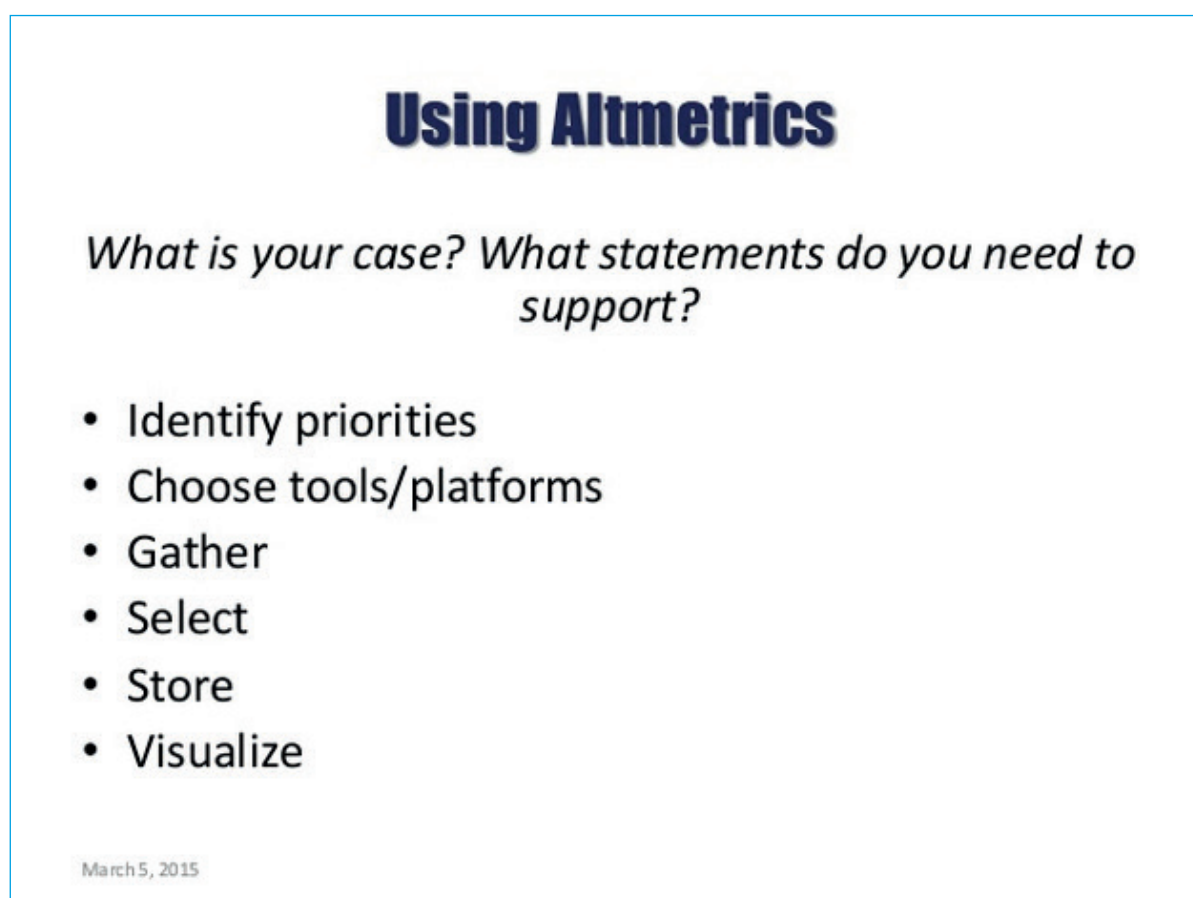 Using Altmetrics
What is your case? What statements do you need to
support?
• Identify priorities
• Choose tools/platforms
• Gather
• Select
• Store
• Visualize
March 5, 2015